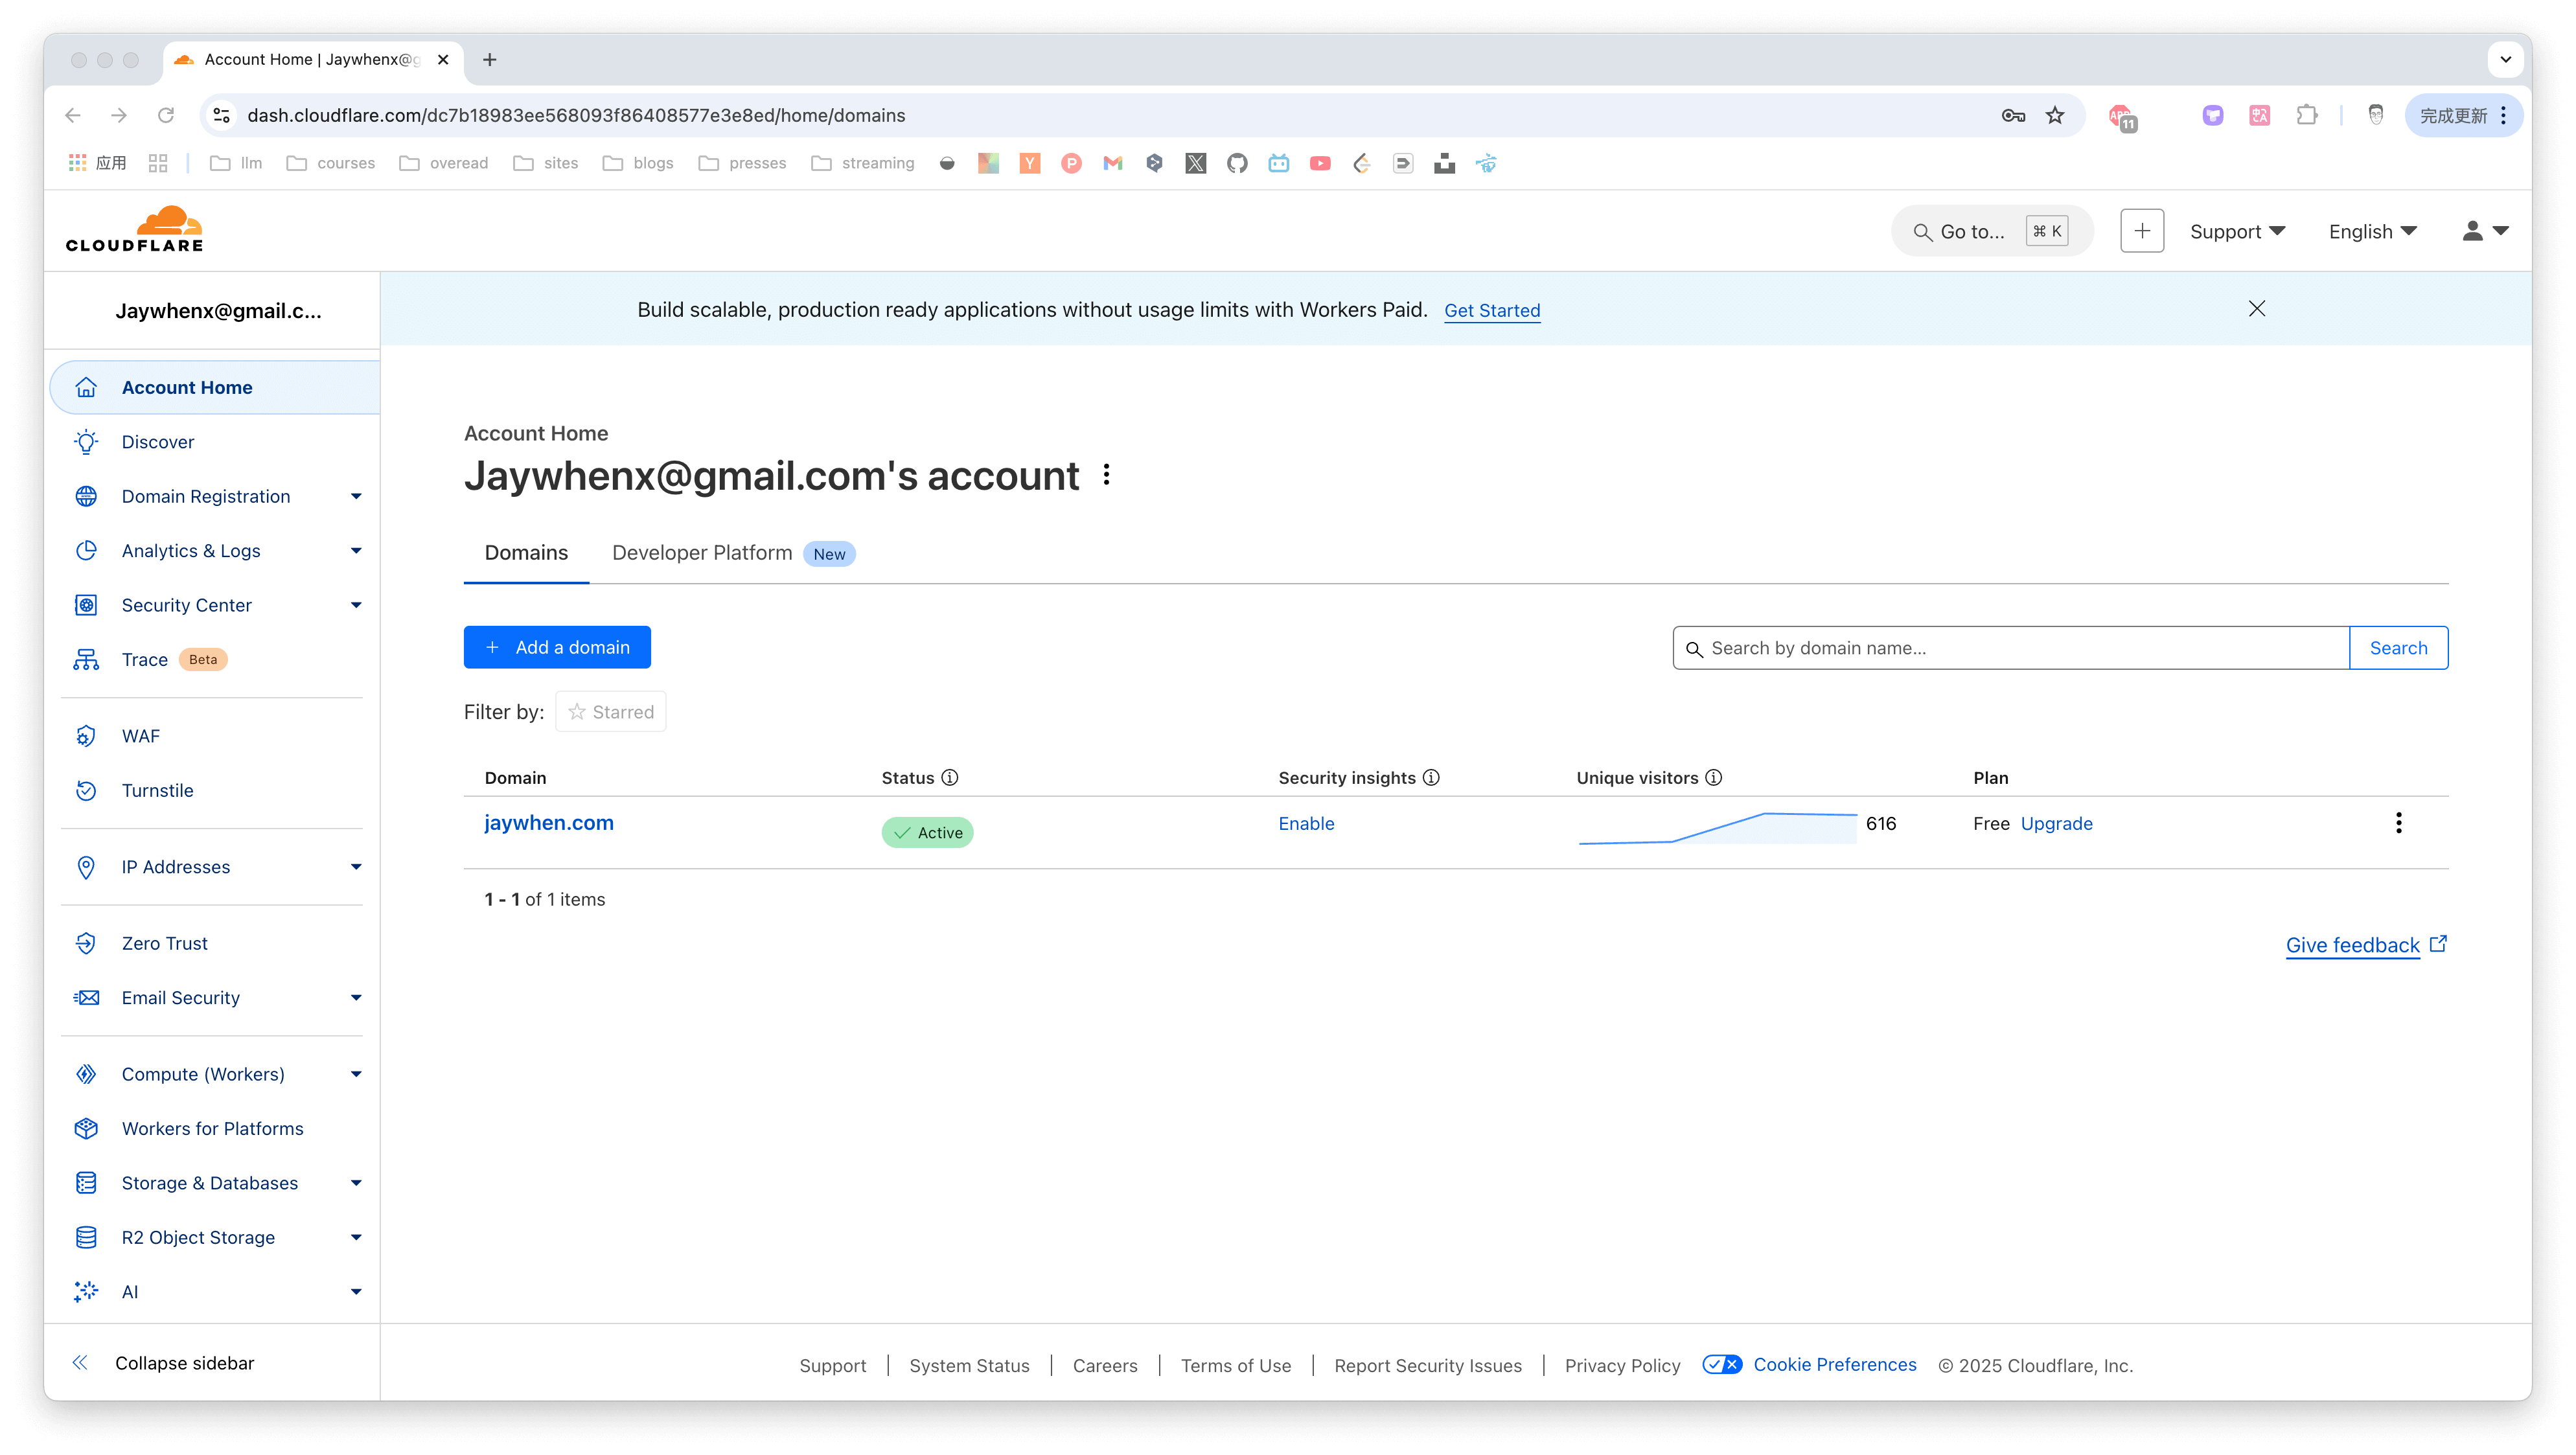 Account Home | Jaywhenx@g
dash.cloudflare.com/dc7b18983ee568093f86408577e3e8ed/home/domains
11
完成更新
应用
llm
courses
overead
sites
blogs
presses
streaming
CLOUDFLARE
Go to... ⌘ K
Support
English
Jaywhenx@gmail.c...
Build scalable, production ready applications without usage limits with Workers Paid. Get Started
Account Home
Discover
Domain Registration
Analytics & Logs
Security Center
Trace Beta
WAF
Turnstile
IP Addresses
Zero Trust
Email Security
Compute (Workers)
Workers for Platforms
Storage & Databases
R2 Object Storage
AI
Collapse sidebar
Account Home
Jaywhenx@gmail.com's account
Domains
Developer Platform New
+ Add a domain
Search by domain name...
Search
Filter by: Starred
Domain Status Security insights Unique visitors Plan
jaywhen.com Active Enable 616 Free Upgrade
1 - 1 of 1 items
Give feedback
Support | System Status | Careers | Terms of Use | Report Security Issues | Privacy Policy Cookie Preferences © 2025 Cloudflare, Inc.